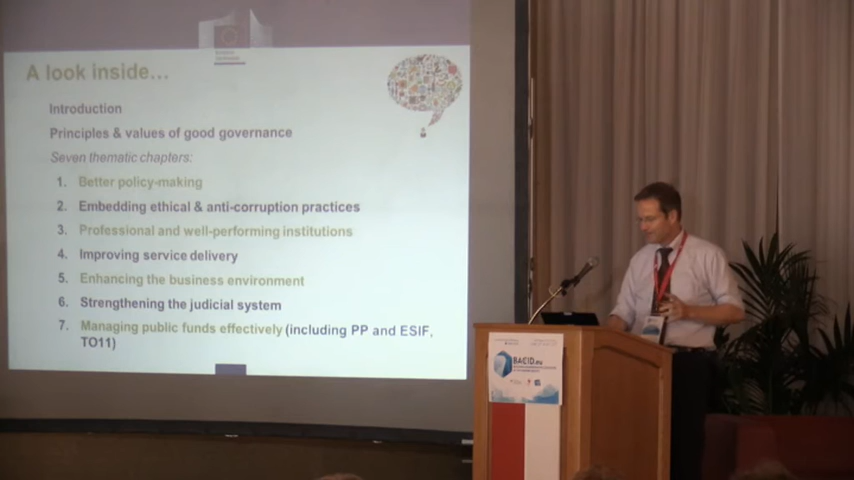 A look inside...
Introduction
Principles & values of good governance
Seven thematic chapters:
1. Better policy-making
2. Embedding ethical & anti-corruption practices
3. Professional and well-performing institutions
4. Improving service delivery
5. Enhancing the business environment
6. Strengthening the judicial system
7. Managing public funds effectively (including PP and ESIF,
TO11)
BACID.eu